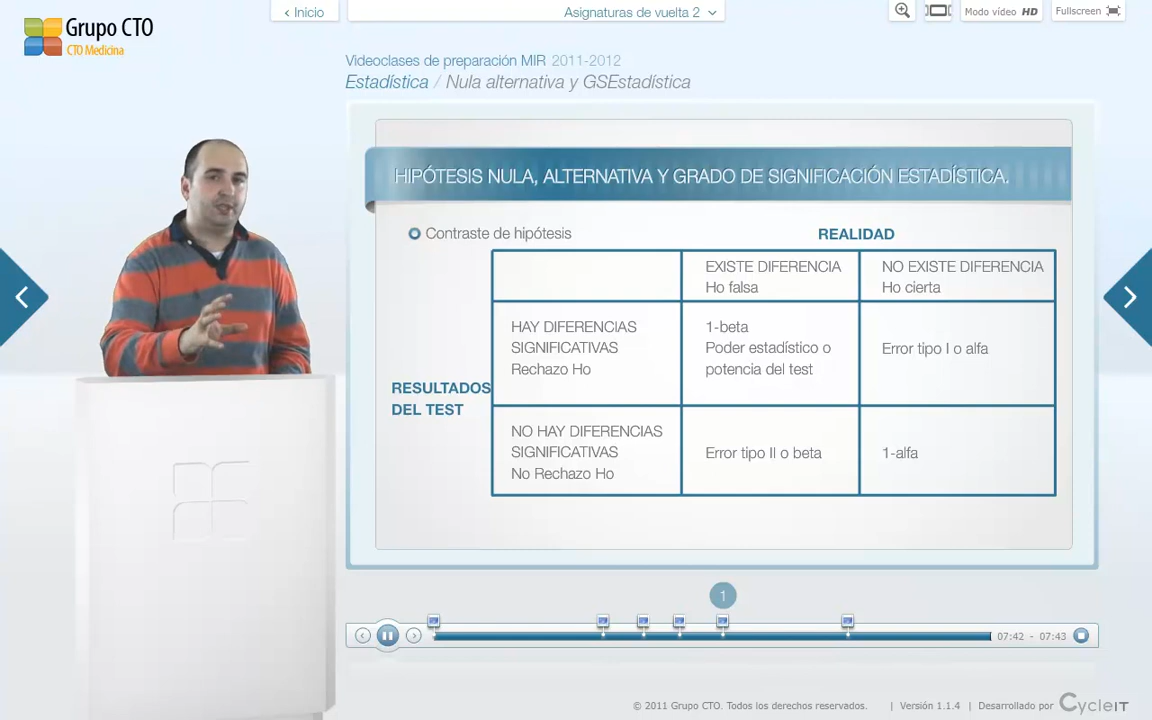 Grupo CTO
CTO Medicina
‹ Inicio
Asignaturas de vuelta 2
Modo vídeo HD
Fullscreen
Videoclases de preparación MIR 2011-2012
Estadística / Nula alternativa y GSEstadística
HIPÓTESIS NULA, ALTERNATIVA Y GRADO DE SIGNIFICACIÓN ESTADÍSTICA.
Contraste de hipótesis
REALIDAD
EXISTE DIFERENCIA
Ho falsa
NO EXISTE DIFERENCIA
Ho cierta
RESULTADOS
DEL TEST
HAY DIFERENCIAS
SIGNIFICATIVAS
Rechazo Ho
1-beta
Poder estadístico o
potencia del test
Error tipo I o alfa
NO HAY DIFERENCIAS
SIGNIFICATIVAS
No Rechazo Ho
Error tipo II o beta
1-alfa
1
07:42 - 07:43
© 2011 Grupo CTO. Todos los derechos reservados. | Versión 1.1.4 | Desarrollado por CycleIT